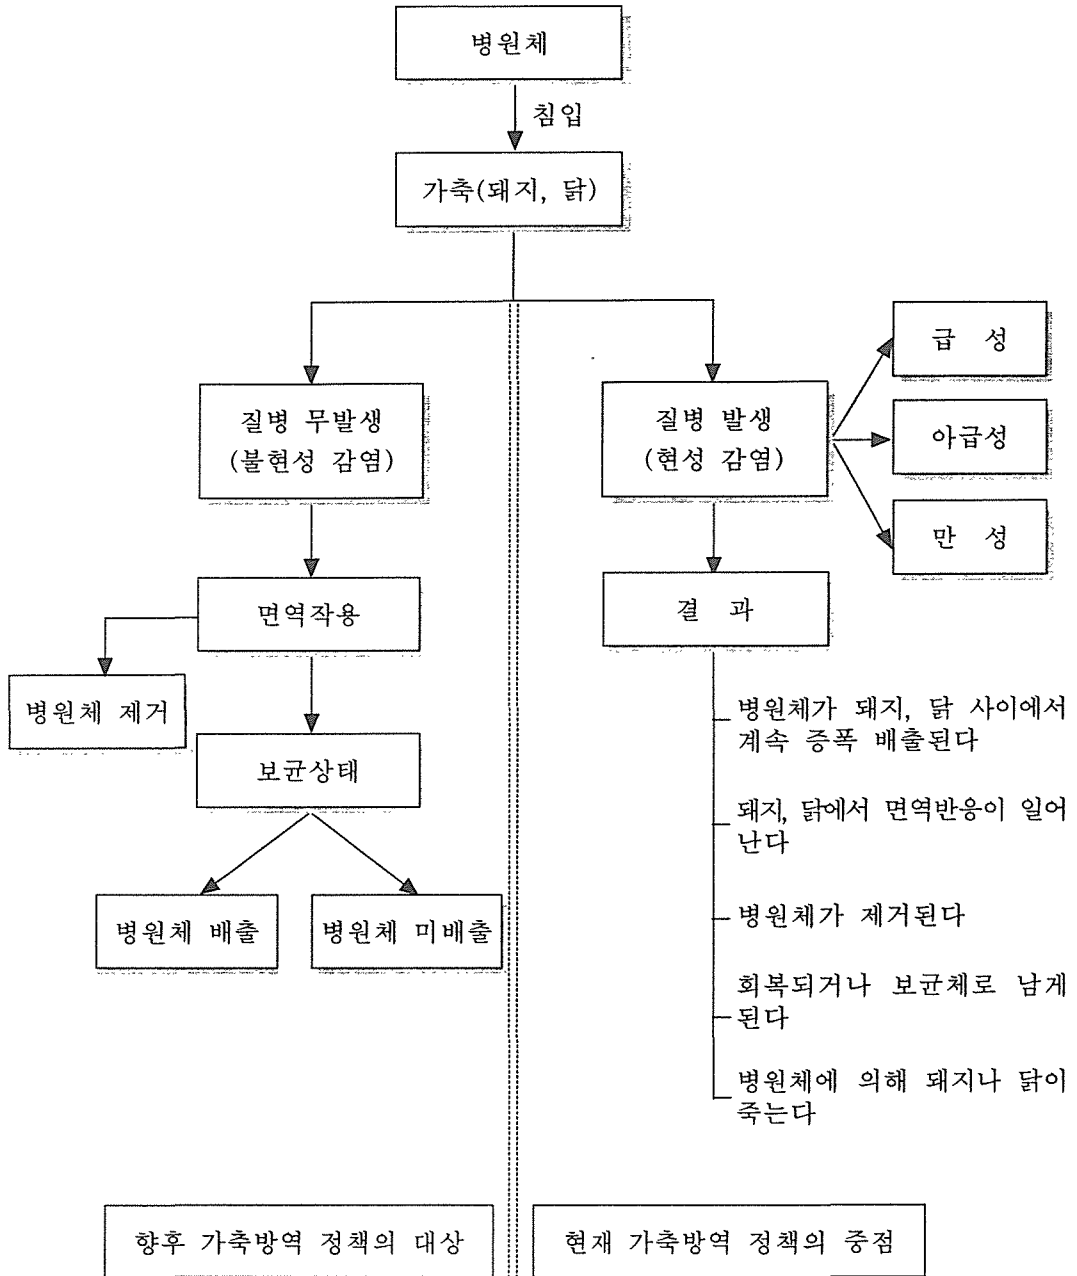 병원체
침입
가축(돼지, 닭)
질병 무발생
(불현성 감염)
면역작용
병원체 제거
보균상태
병원체 배출
병원체 미배출
질병 발생
(현성 감염)
급 성
아급성
만 성
결 과
병원체가 돼지, 닭 사이에서
계속 증폭 배출된다
돼지, 닭에서 면역반응이 일어
난다
병원체가 제거된다
회복되거나 보균체로 남게
된다
병원체에 의해 돼지나 닭이
죽는다
향후 가축방역 정책의 대상
현재 가축방역 정책의 중점